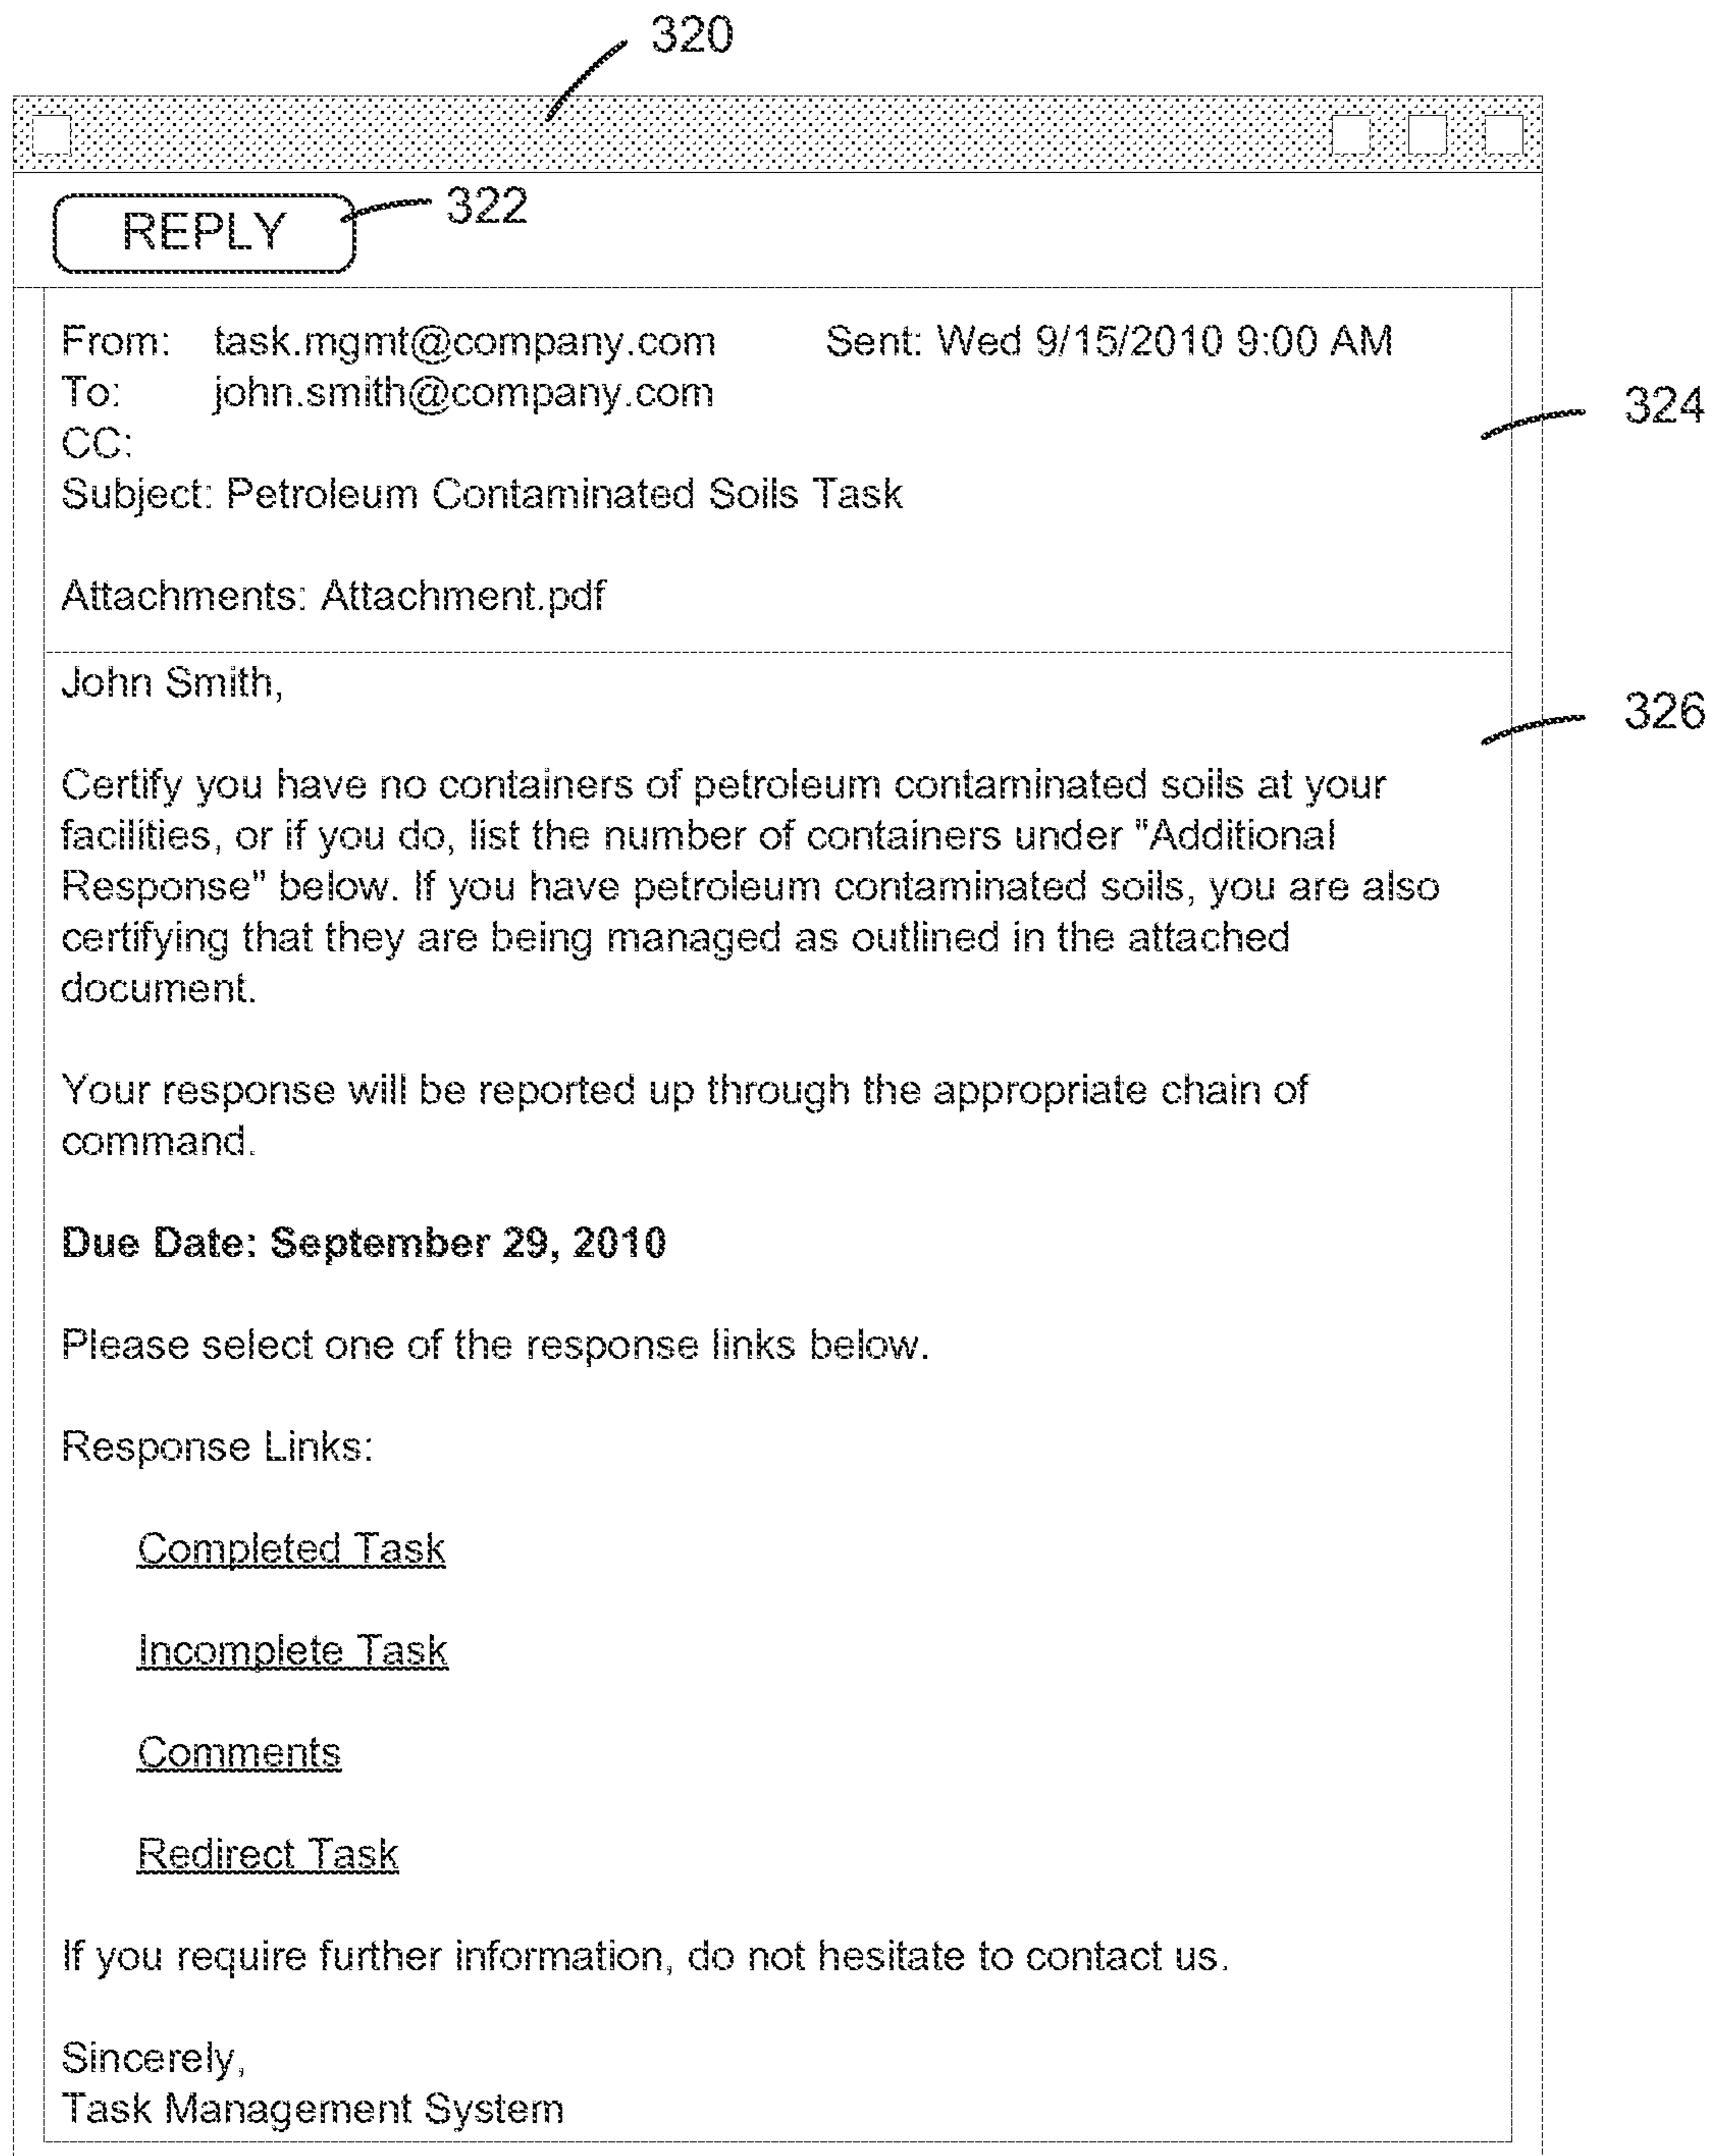 320
REPLY 322
From: task.mgmt@company.com Sent: Wed 9/15/2010 9:00 AM
To: john.smith@company.com
324
CC:
Subject: Petroleum Contaminated Soils Task
Attachments: Attachment.pdf
John Smith,
326
Certify you have no containers of petroleum contaminated soils at your
facilities, or if you do, list the number of containers under "Additional
Response" below. If you have petroleum contaminated soils, you are also
certifying that they are being managed as outlined in the attached
document.
Your response will be reported up through the appropriate chain of
command.
Due Date: September 29, 2010
Please select one of the response links below.
Response Links:
Completed Task
Incomplete Task
Comments
Redirect Task
If you require further information, do not hesitate to contact us.
Sincerely,
Task Management System